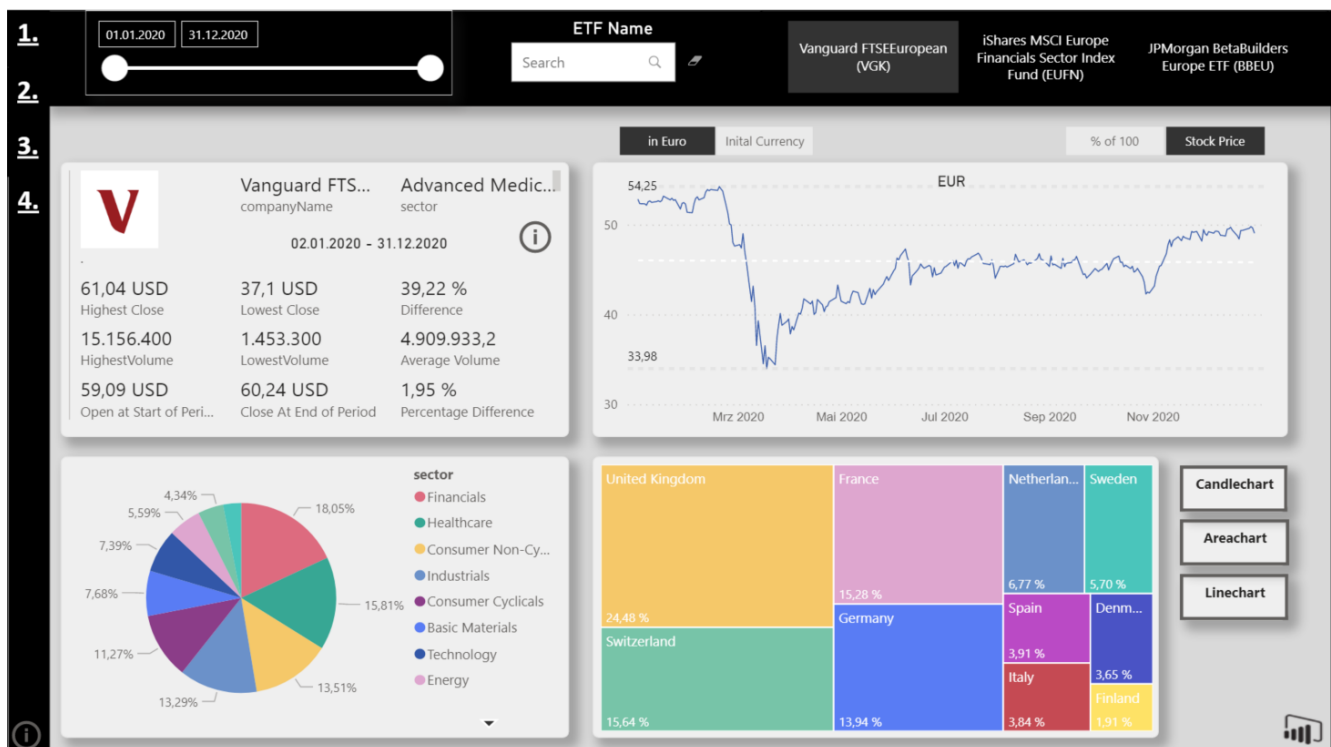 1.
2.
3.
4.
01.01.2020 31.12.2020
ETF Name
Search
Vanguard FTSEEuropean
(VGK)
iShares MSCI Europe
Financials Sector Index
Fund (EUFN)
JPMorgan BetaBuilders
Europe ETF (BBEU)
in Euro Inital Currency
% of 100 Stock Price
V
Vanguard FTS... Advanced Medic...
companyName sector
02.01.2020 - 31.12.2020
i
61,04 USD 37,1 USD 39,22 %
Highest Close Lowest Close Difference
15.156.400 1.453.300 4.909.933,2
HighestVolume LowestVolume Average Volume
59,09 USD 60,24 USD 1,95 %
Open at Start of Peri... Close At End of Period Percentage Difference
EUR
54,25
50
40
33,98
30
Mrz 2020 Mai 2020 Jul 2020 Sep 2020 Nov 2020
4,34%
5,59%
7,39%
7,68%
11,27%
13,29%
18,05%
15,81%
13,51%
sector
Financials
Healthcare
Consumer Non-Cy...
Industrials
Consumer Cyclicals
Basic Materials
Technology
Energy
United Kingdom
24,48 %
Switzerland
15,64 %
France
15,28 %
Germany
13,94 %
Netherlan...
6,77 %
Sweden
5,70 %
Spain
3,91 %
Denm...
3,65 %
Italy
3,84 %
Finland
1,91 %
Candlechart
Areachart
Linechart
i